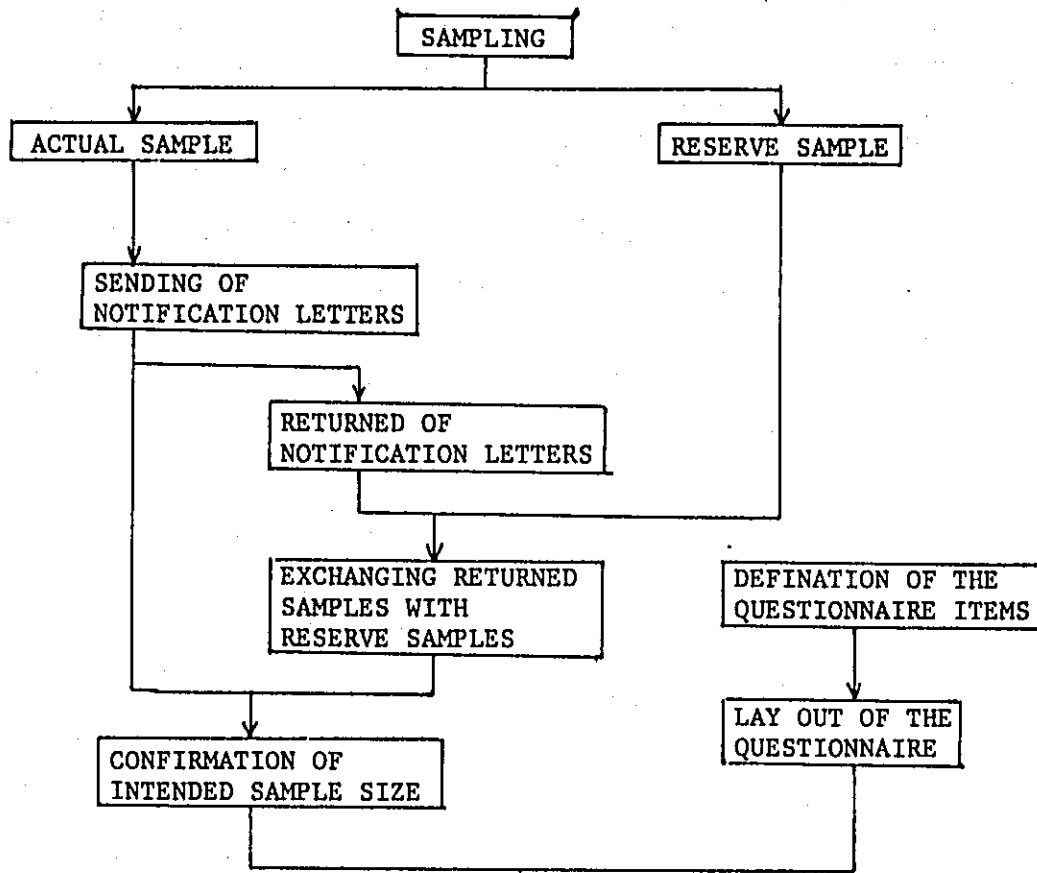 SAMPLING
ACTUAL SAMPLE
RESERVE SAMPLE
SENDING OF
NOTIFICATION LETTERS
RETURNED OF
NOTIFICATION LETTERS
EXCHANGING RETURNED
SAMPLES WITH
RESERVE SAMPLES
DEFINATION OF THE
QUESTIONNAIRE ITEMS
LAY OUT OF THE
QUESTIONNAIRE
CONFIRMATION OF
INTENDED SAMPLE SIZE